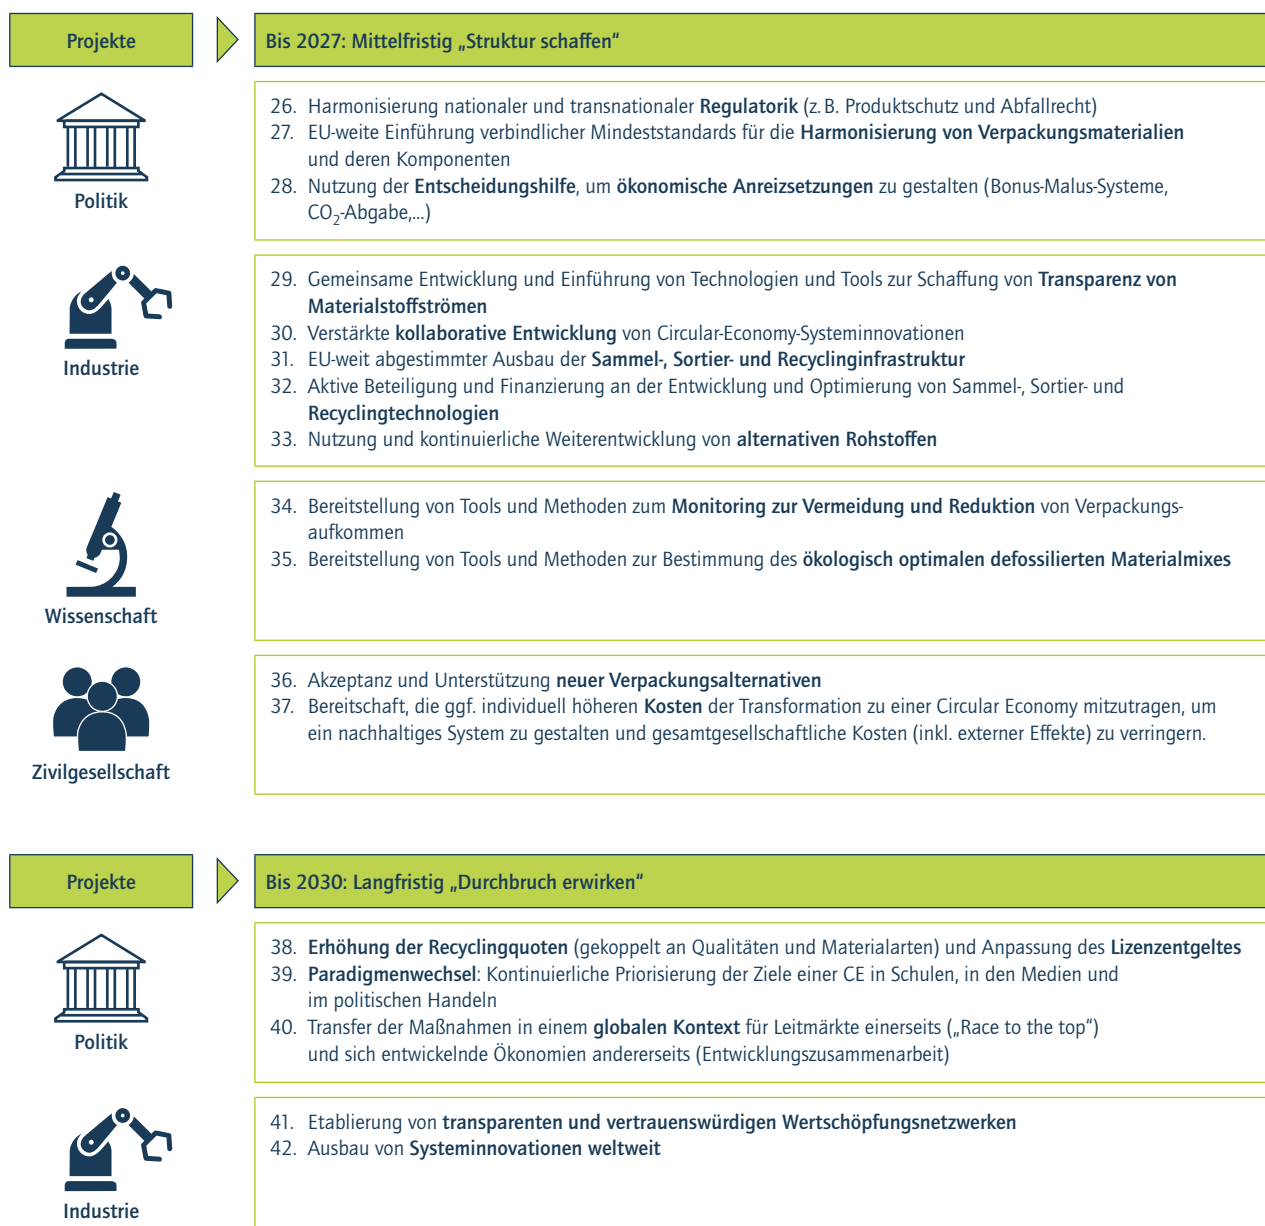 Projekte
Bis 2027: Mittelfristig „Struktur schaffen“
Politik
26. Harmonisierung nationaler und transnationaler Regulatorik (z. B. Produktschutz und Abfallrecht)
27. EU-weite Einführung verbindlicher Mindeststandards für die Harmonisierung von Verpackungsmaterialien
und deren Komponenten
28. Nutzung der Entscheidungshilfe, um ökonomische Anreizsetzungen zu gestalten (Bonus-Malus-Systeme,
CO₂-Abgabe,...)
Industrie
29. Gemeinsame Entwicklung und Einführung von Technologien und Tools zur Schaffung von Transparenz von
Materialstoffströmen
30. Verstärkte kollaborative Entwicklung von Circular-Economy-Systeminnovationen
31. EU-weit abgestimmter Ausbau der Sammel-, Sortier- und Recyclinginfrastruktur
32. Aktive Beteiligung und Finanzierung an der Entwicklung und Optimierung von Sammel-, Sortier- und
Recyclingtechnologien
33. Nutzung und kontinuierliche Weiterentwicklung von alternativen Rohstoffen
Wissenschaft
34. Bereitstellung von Tools und Methoden zum Monitoring zur Vermeidung und Reduktion von Verpackungs-
aufkommen
35. Bereitstellung von Tools und Methoden zur Bestimmung des ökologisch optimalen defossilierten Materialmixes
Zivilgesellschaft
36. Akzeptanz und Unterstützung neuer Verpackungsalternativen
37. Bereitschaft, die ggf. individuell höheren Kosten der Transformation zu einer Circular Economy mitzutragen, um
ein nachhaltiges System zu gestalten und gesamtgesellschaftliche Kosten (inkl. externer Effekte) zu verringern.
Projekte
Bis 2030: Langfristig „Durchbruch erwirken“
Politik
38. Erhöhung der Recyclingquoten (gekoppelt an Qualitäten und Materialarten) und Anpassung des Lizenzentgeltes
39. Paradigmenwechsel: Kontinuierliche Priorisierung der Ziele einer CE in Schulen, in den Medien und
im politischen Handeln
40. Transfer der Maßnahmen in einem globalen Kontext für Leitmärkte einerseits („Race to the top“)
und sich entwickelnde Ökonomien andererseits (Entwicklungszusammenarbeit)
Industrie
41. Etablierung von transparenten und vertrauenswürdigen Wertschöpfungsnetzwerken
42. Ausbau von Systeminnovationen weltweit